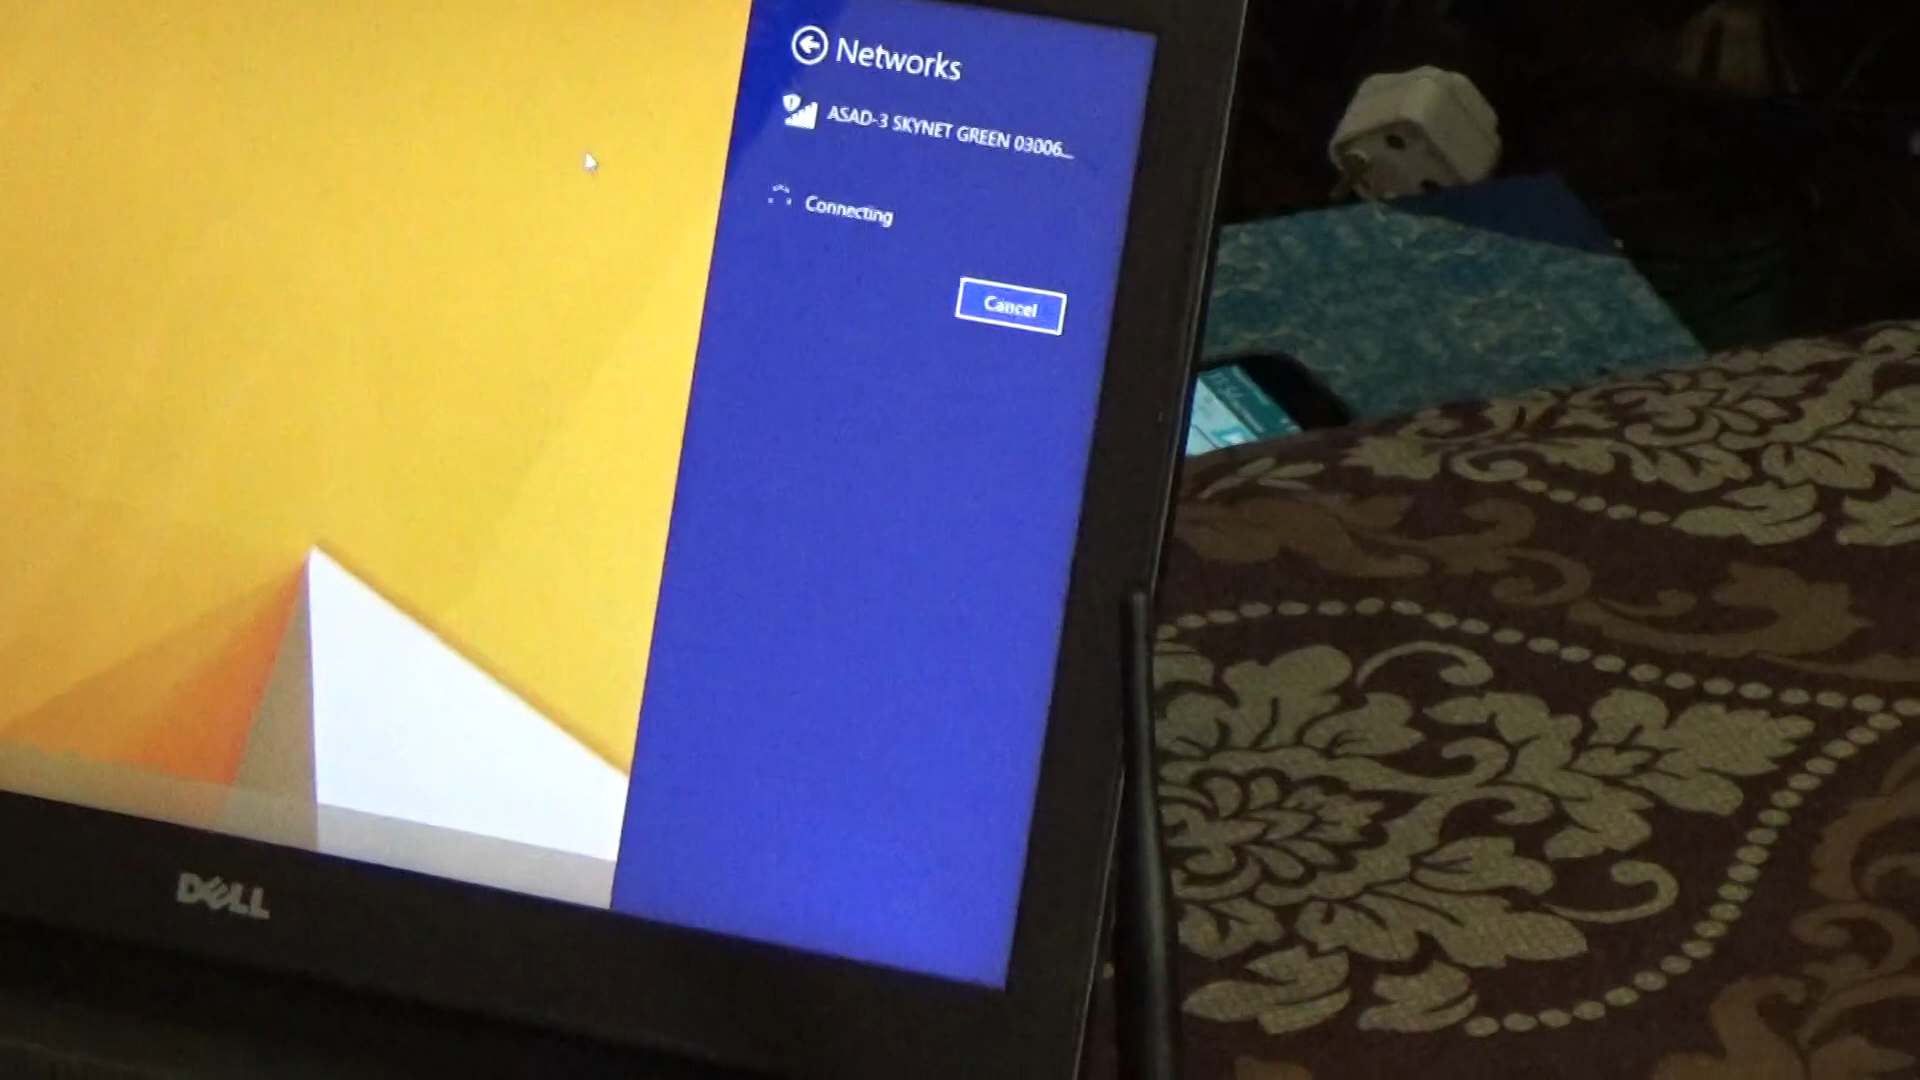 Networks
ASAD-3 SKYNET GREEN 03006...
Connecting
Cancel
DELL